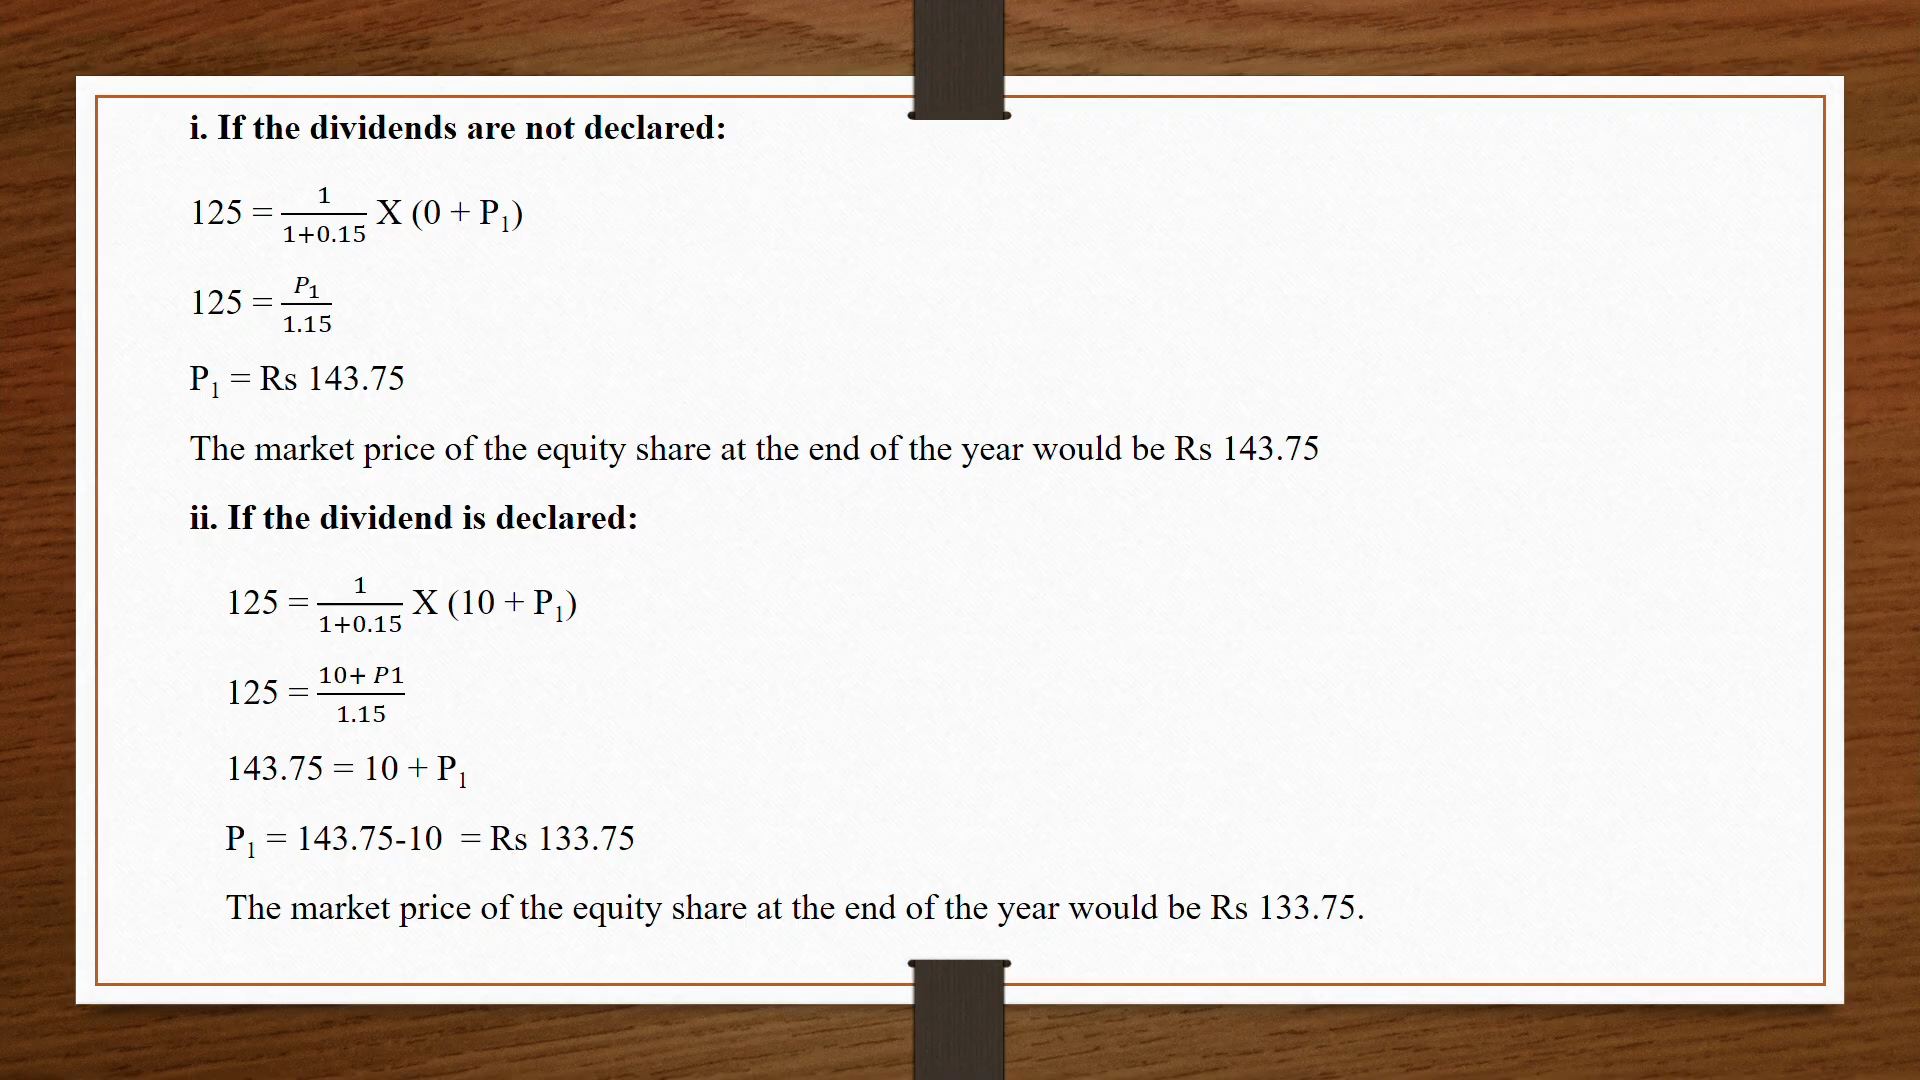 i. If the dividends are not declared:
125 = \frac{1}{1+0.15} X (0 + P₁)
125 = \frac{P₁}{1.15}
P₁ = Rs 143.75
The market price of the equity share at the end of the year would be Rs 143.75
ii. If the dividend is declared:
125 = \frac{1}{1+0.15} X (10 + P₁)
125 = \frac{10+ P1}{1.15}
143.75 = 10 + P₁
P₁ = 143.75-10 = Rs 133.75
The market price of the equity share at the end of the year would be Rs 133.75.